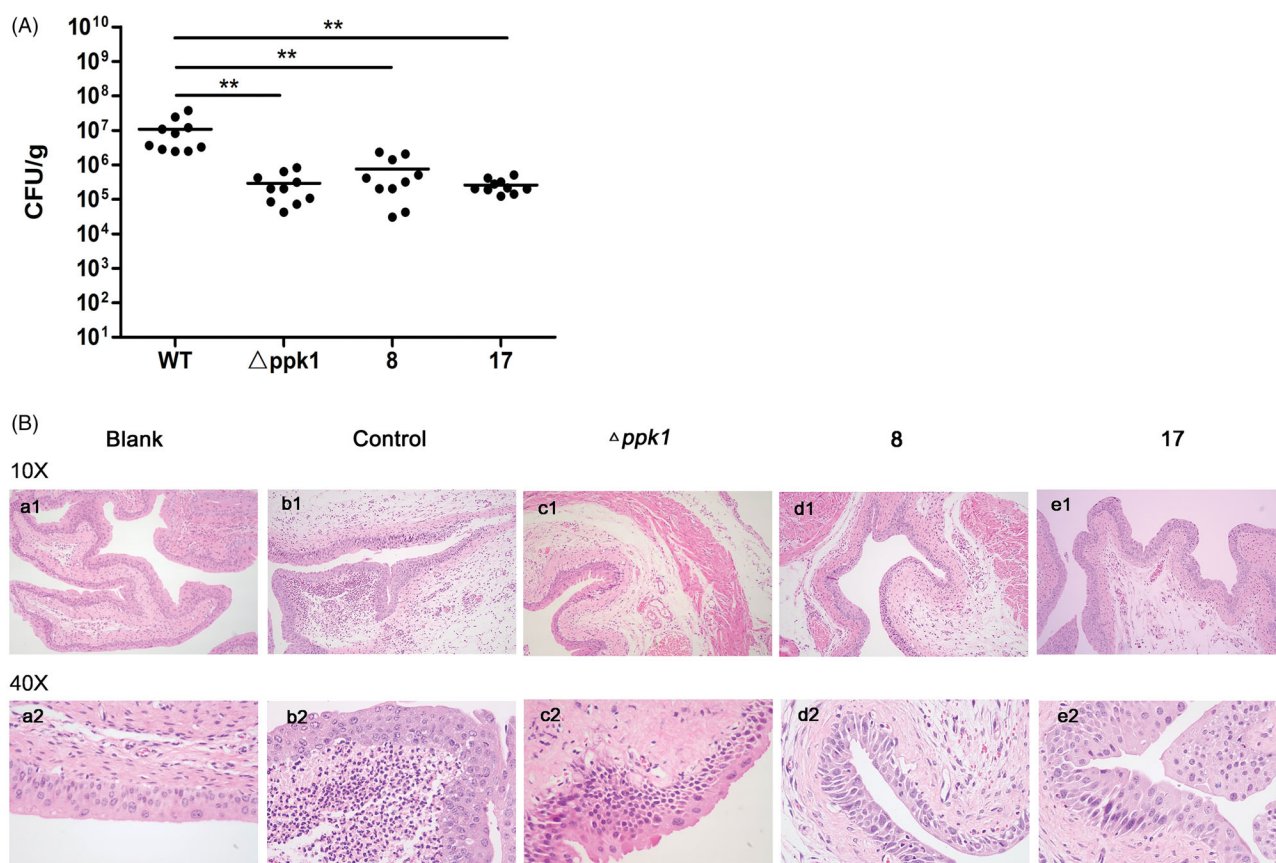 (A)
10^10
10^9
10^8
10^7
10^6
10^5
10^4
10^3
10^2
10^1
CFU/g
**
**
**
WT △ppk1 8 17
(B)
Blank Control △ppk1 8 17
10X
a1 b1 c1 d1 e1
40X
a2 b2 c2 d2 e2